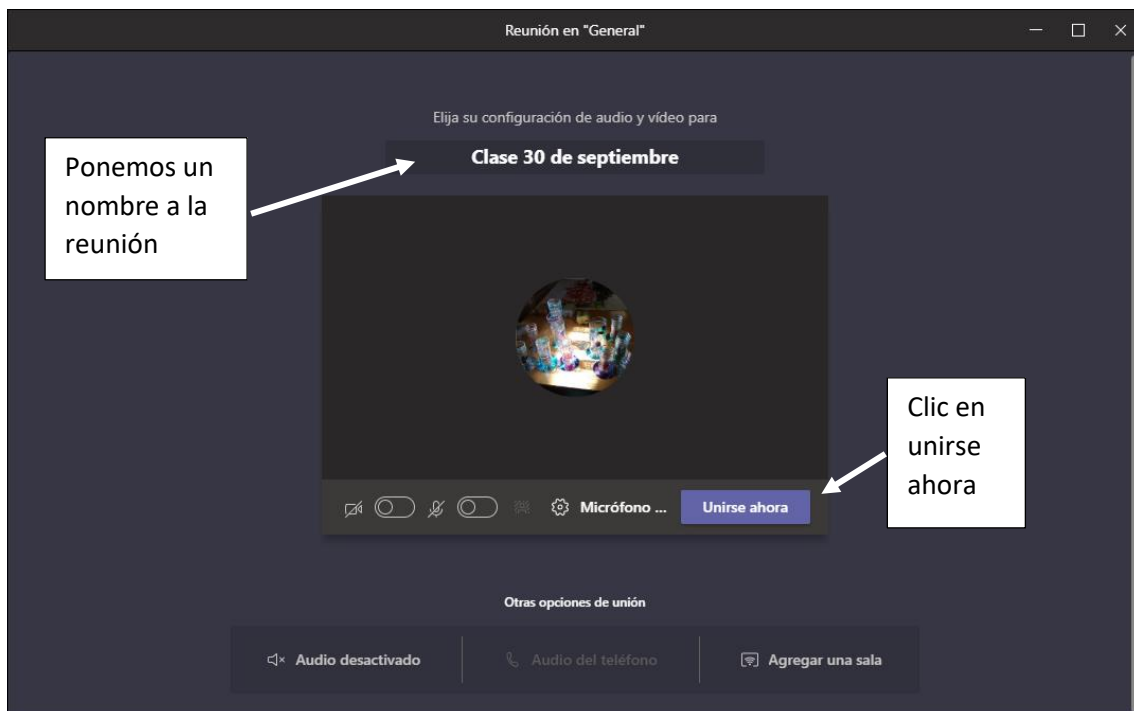 Reunión en "General"
Elija su configuración de audio y vídeo para
Clase 30 de septiembre
Ponemos un
nombre a la
reunión
Clic en
unirse
ahora
Micrófono ...
Unirse ahora
Otras opciones de unión
Audio desactivado
Audio del teléfono
Agregar una sala